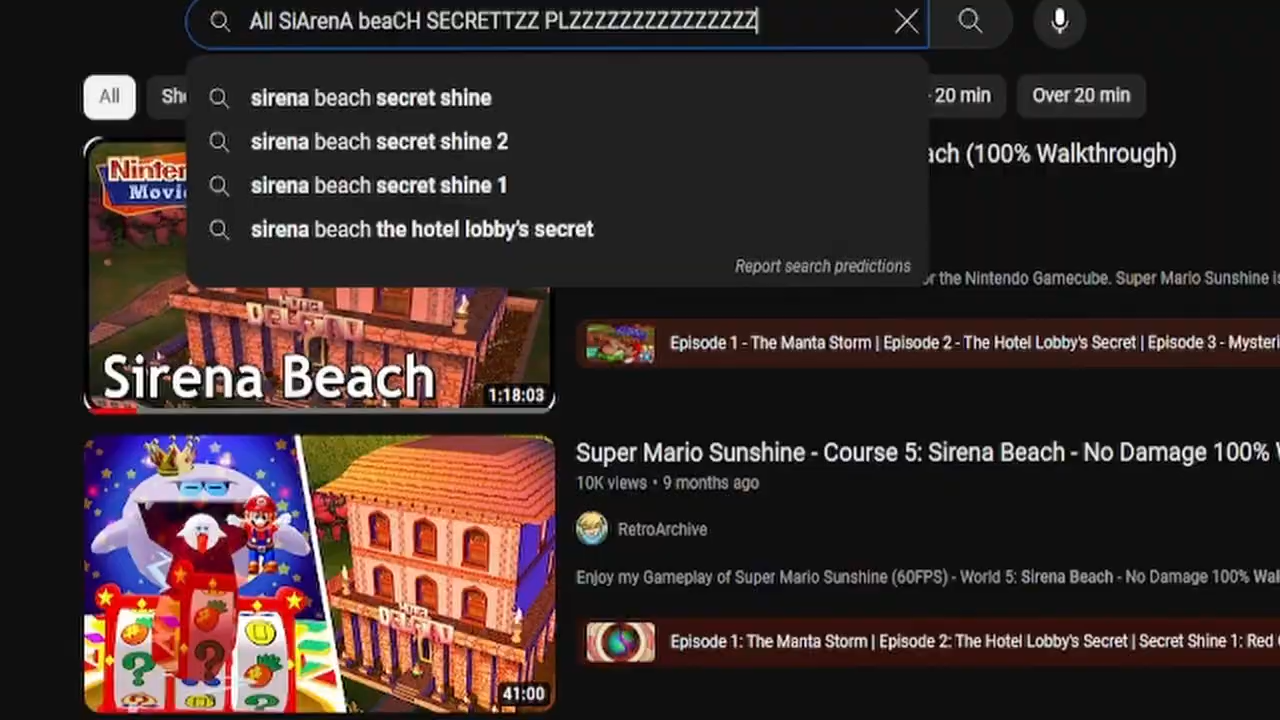 All SiArenA beaCH SECRETTZZ PLZZZZZZZZZZZZZZZ
All
20 min
Over 20 min
sirena beach secret shine
sirena beach secret shine 2
sirena beach secret shine 1
sirena beach the hotel lobby's secret
Report search predictions
(100% Walkthrough)
Movi
the Nintendo Gamecube. Super Mario Sunshine is
HOTEL
DELFINO
Sirena Beach
1:18:03
Episode 1 - The Manta Storm | Episode 2 - The Hotel Lobby's Secret | Episode 3 - Mysteri
Super Mario Sunshine - Course 5: Sirena Beach - No Damage 100%
10K views • 9 months ago
RetroArchive
Enjoy my Gameplay of Super Mario Sunshine (60FPS) - World 5: Sirena Beach - No Damage 100% Wal
Episode 1: The Manta Storm | Episode 2: The Hotel Lobby's Secret | Secret Shine 1: Red
41:00